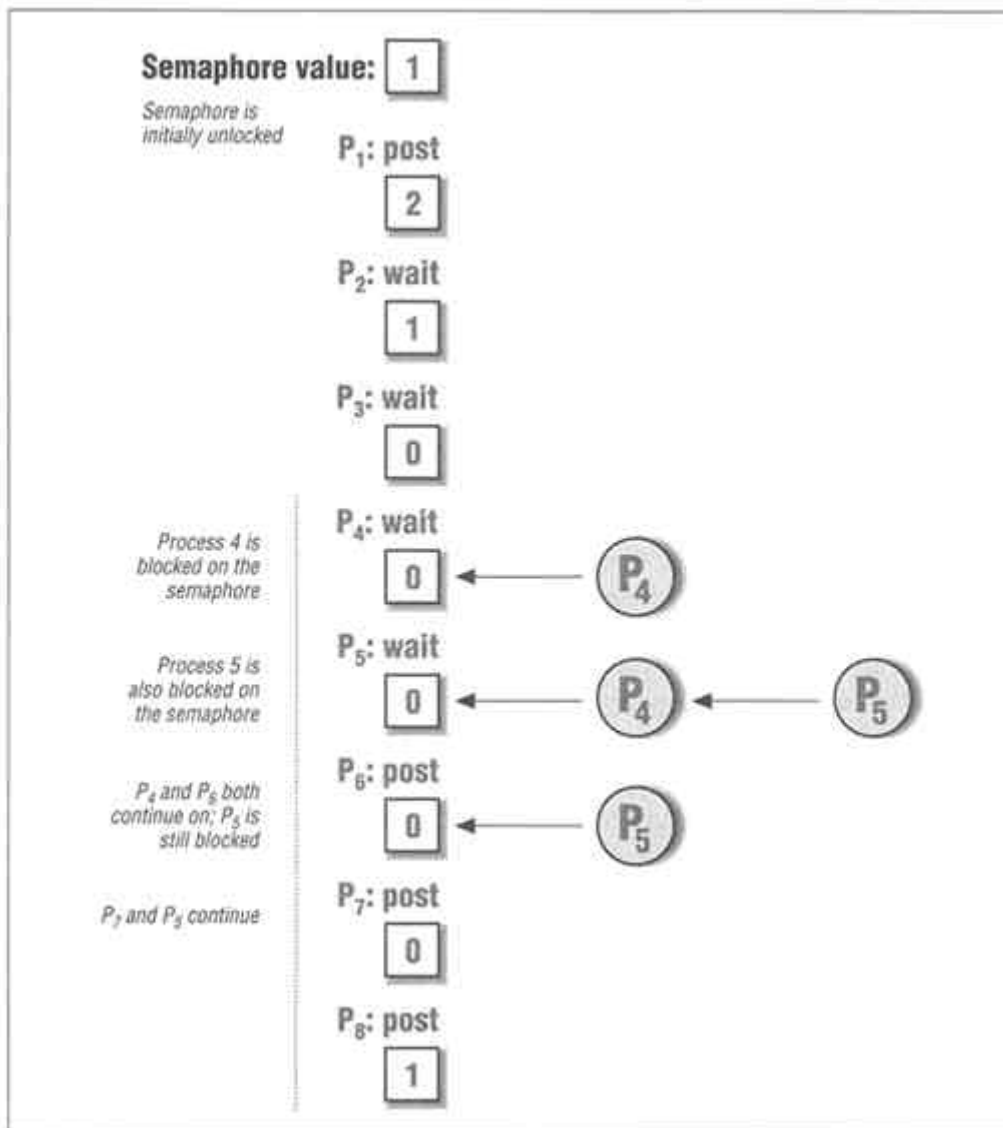 Semaphore value: 1
Semaphore is
initially unlocked
P₁: post
2
P₂: wait
1
P₃: wait
0
Process 4 is
blocked on the
semaphore
P₄: wait
0
P₄
Process 5 is
also blocked on
the semaphore
P₅: wait
0
P₄
P₅
P₄ and P₆ both
continue on; P₅ is
still blocked
P₆: post
0
P₅
P₇ and P₅ continue
P₇: post
0
P₈: post
1